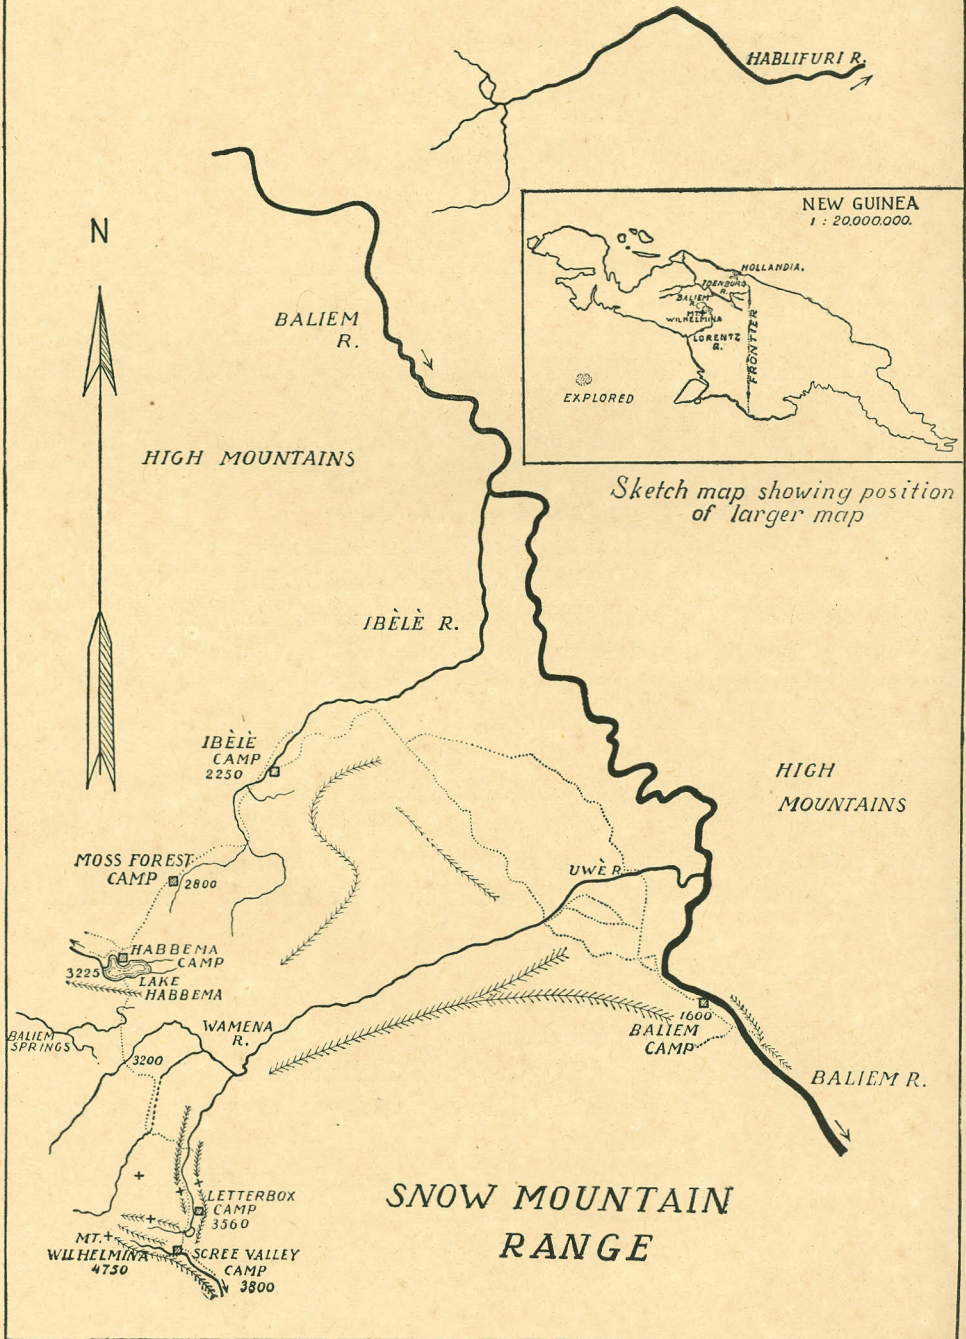 HABLIFURI R.
NEW GUINEA
1 : 20.000.000.
HOLLANDIA.
IDENBURG
R.
BALIEM
R.
MT.
WILHELMINA
LORENTZ
R.
FRONTIER
EXPLORED
Sketch map showing position
of larger map
N
BALIEM
R.
HIGH MOUNTAINS
IBÈLÈ R.
IBÈLÈ
CAMP
2250
HIGH
MOUNTAINS
MOSS FOREST
CAMP
2800
UWÈ R.
HABBEMA
CAMP
3225
LAKE
HABBEMA
BALIEM
SPRINGS
WAMENA
R.
3200
1600
BALIEM
CAMP
BALIEM R.
LETTERBOX
CAMP
3560
MT.
WILHELMINA
4750
SCREE VALLEY
CAMP
3800
SNOW MOUNTAIN
RANGE